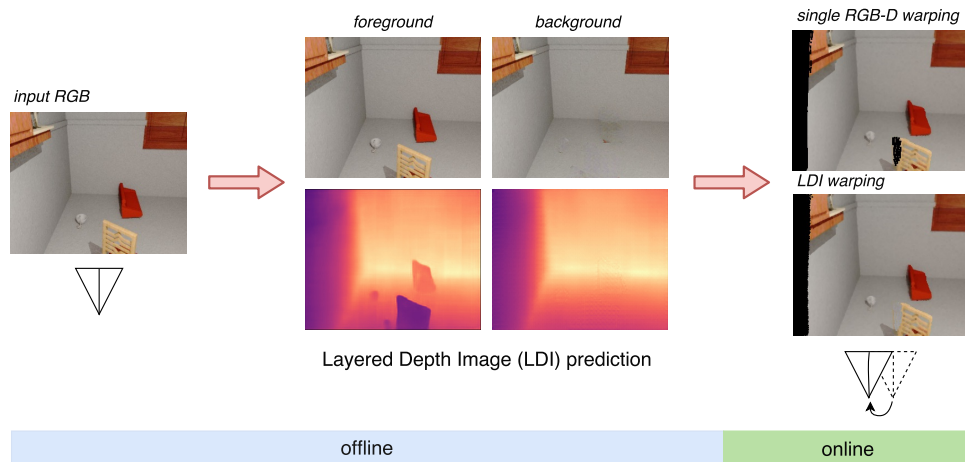 input RGB
foreground
background
single RGB-D warping
LDI warping
Layered Depth Image (LDI) prediction
offline
online